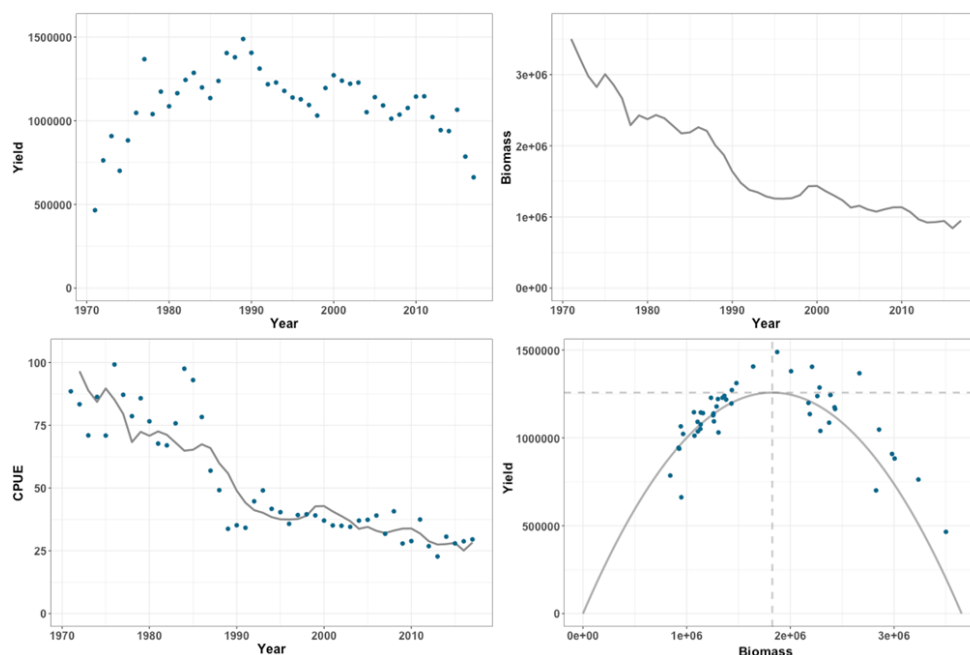 Yield
1500000
1000000
500000
0
1970 1980 1990 2000 2010
Year
Biomass
3e+06
2e+06
1e+06
0e+00
1970 1980 1990 2000 2010
Year
CPUE
100
75
50
25
0
1970 1980 1990 2000 2010
Year
Yield
1500000
1000000
500000
0
0e+00 1e+06 2e+06 3e+06
Biomass